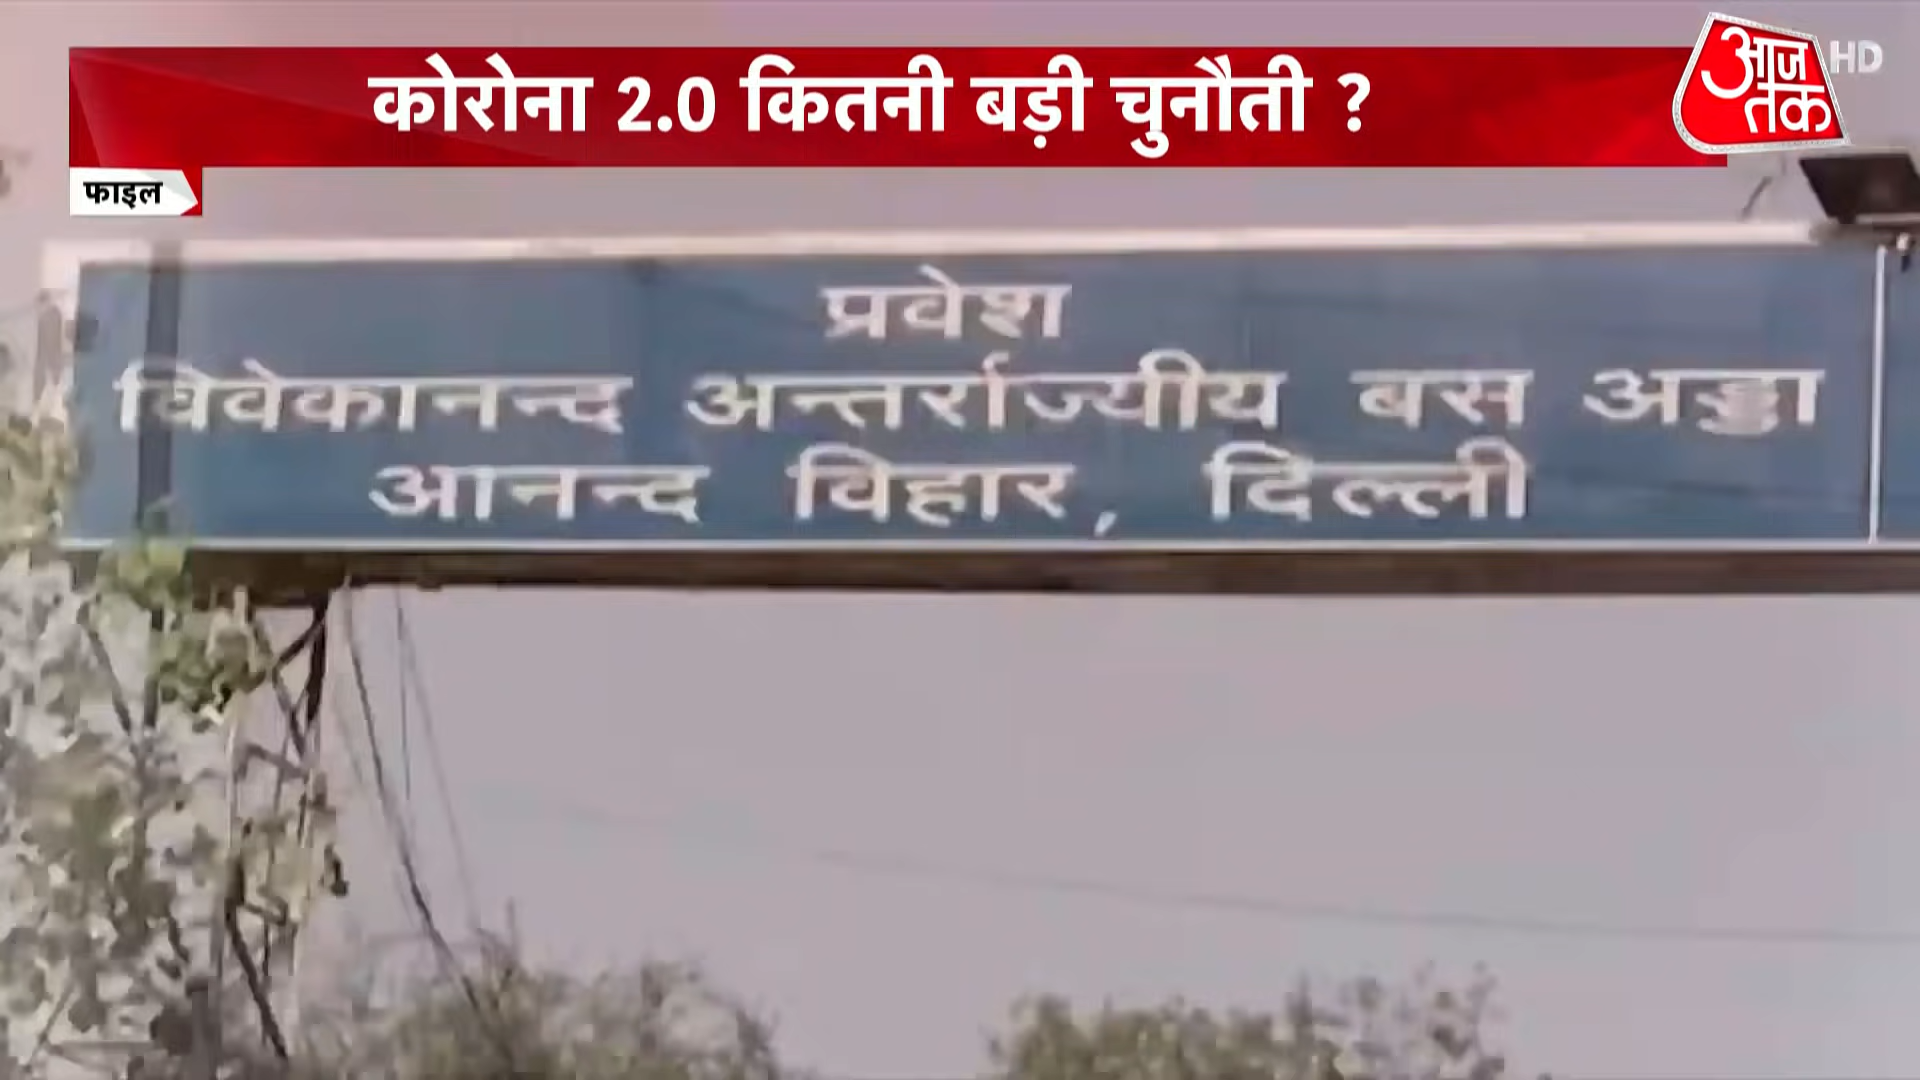 कोरोना 2.0 कितनी बड़ी चुनौती ?
आज
तक
HD
फाइल
प्रवेश
विवेकानन्द अन्तर्राज्यीय बस अड्डा
आनन्द विहार, दिल्ली